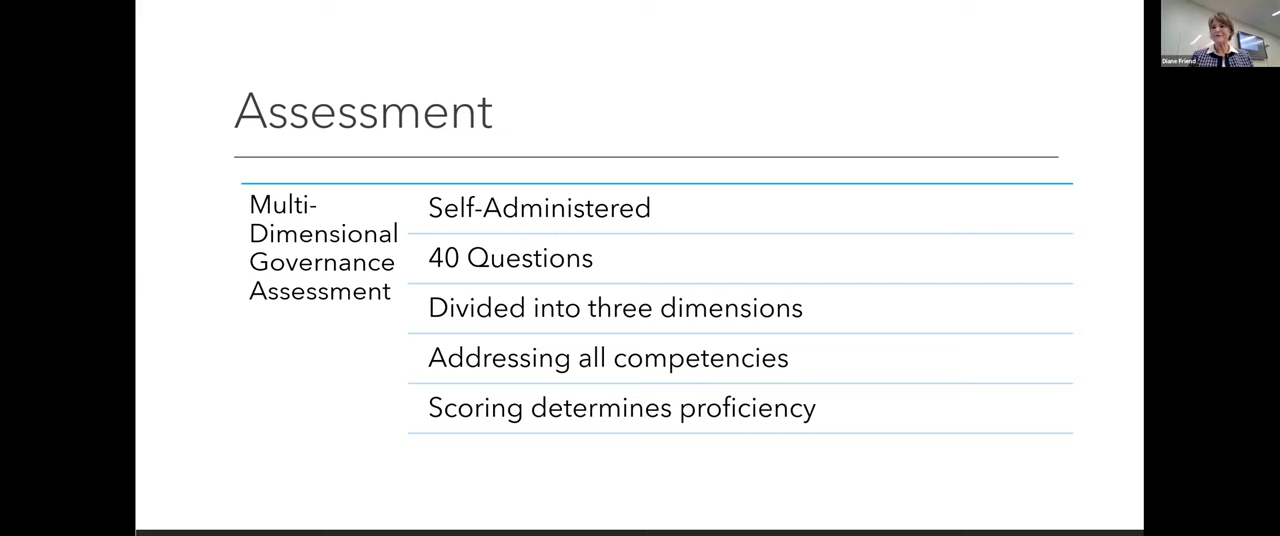 Assessment
Multi-
Dimensional
Governance
Assessment
Self-Administered
40 Questions
Divided into three dimensions
Addressing all competencies
Scoring determines proficiency
Diane Friend